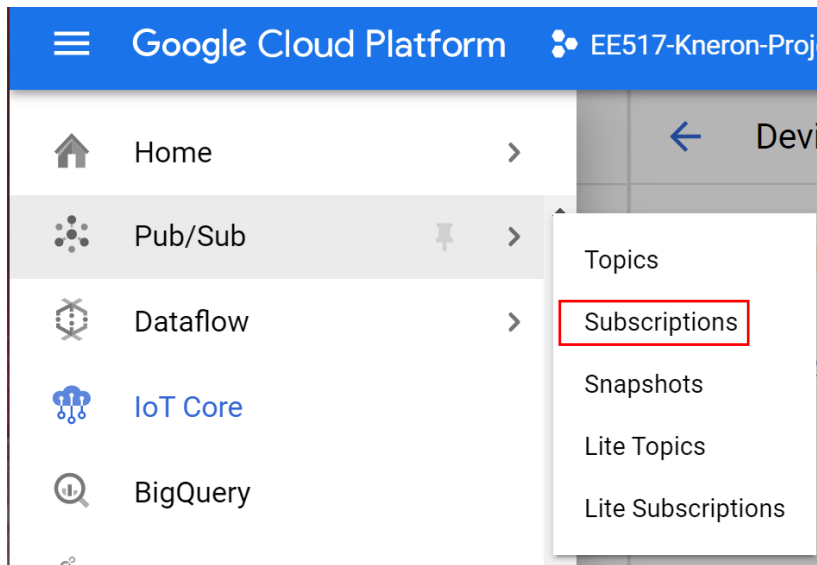 Google Cloud Platform
EE517-Kneron-Proj
Devi
Home
Pub/Sub
Dataflow
IoT Core
BigQuery
Topics
Subscriptions
Snapshots
Lite Topics
Lite Subscriptions